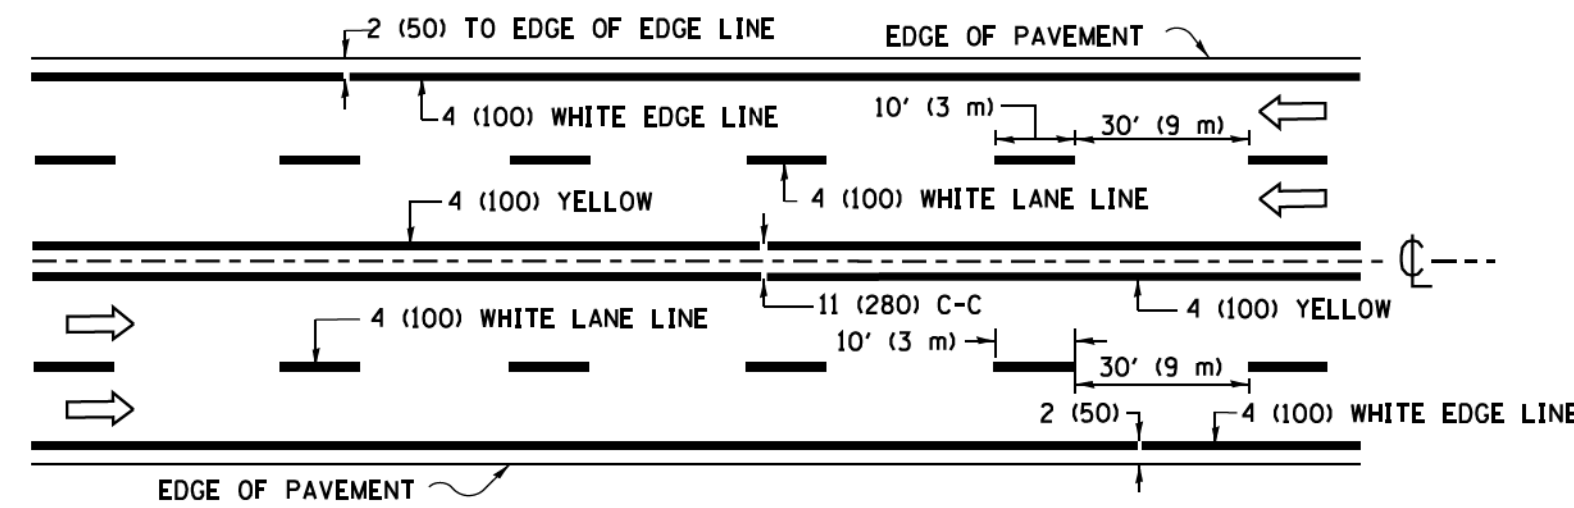 2 (50) TO EDGE OF EDGE LINE
EDGE OF PAVEMENT
4 (100) WHITE EDGE LINE
10' (3 m)
30' (9 m)
4 (100) YELLOW
4 (100) WHITE LANE LINE
℄
11 (280) C-C
4 (100) YELLOW
4 (100) WHITE LANE LINE
10' (3 m)
30' (9 m)
2 (50)
4 (100) WHITE EDGE LINE
EDGE OF PAVEMENT